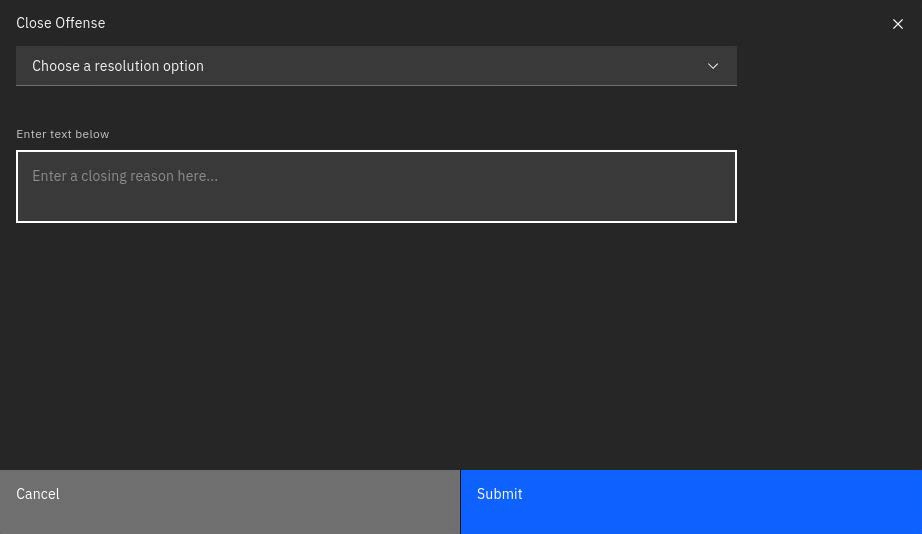 Close Offense
Choose a resolution option
Enter text below
Enter a closing reason here...
Cancel
Submit